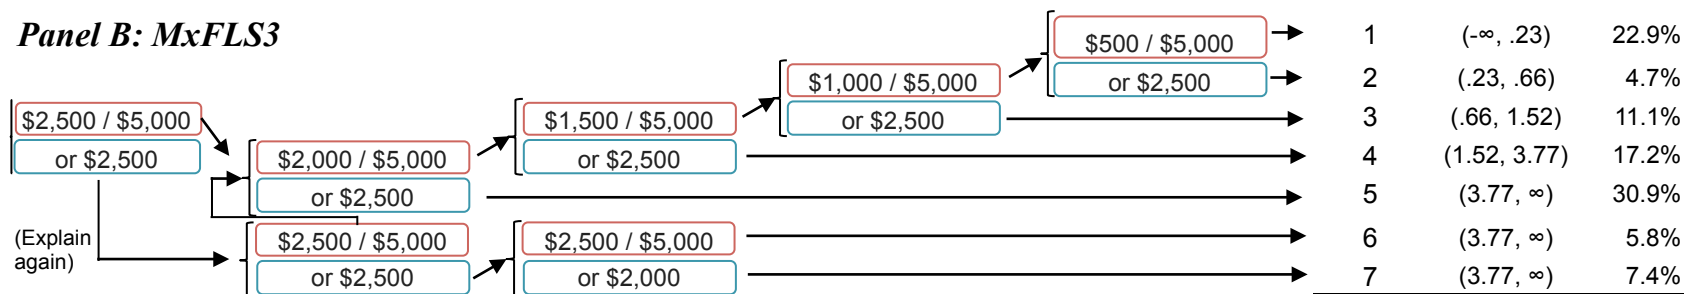 Panel B: MxFLS3
$2,500 / $5,000
or $2,500
(Explain
again)
$2,000 / $5,000
or $2,500
$2,500 / $5,000
or $2,500
$1,500 / $5,000
or $2,500
$2,500 / $5,000
or $2,000
$1,000 / $5,000
or $2,500
$500 / $5,000
or $2,500
1 (-∞, .23) 22.9%
2 (.23, .66) 4.7%
3 (.66, 1.52) 11.1%
4 (1.52, 3.77) 17.2%
5 (3.77, ∞) 30.9%
6 (3.77, ∞) 5.8%
7 (3.77, ∞) 7.4%